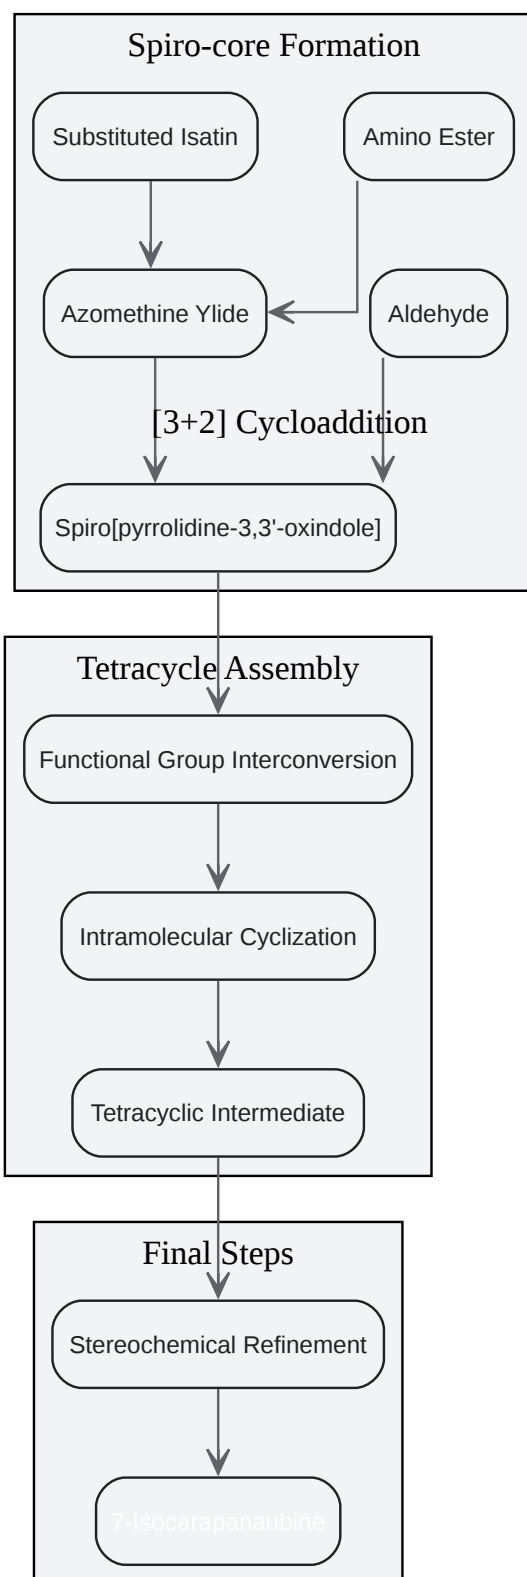 Spiro-core Formation
Substituted Isatin
Amino Ester
Azomethine Ylide
Aldehyde
[3+2] Cycloaddition
Spiro[pyrrolidine-3,3'-oxindole]
Tetracycle Assembly
Functional Group Interconversion
Intramolecular Cyclization
Tetracyclic Intermediate
Final Steps
Stereochemical Refinement
7-Isocarapanaubine